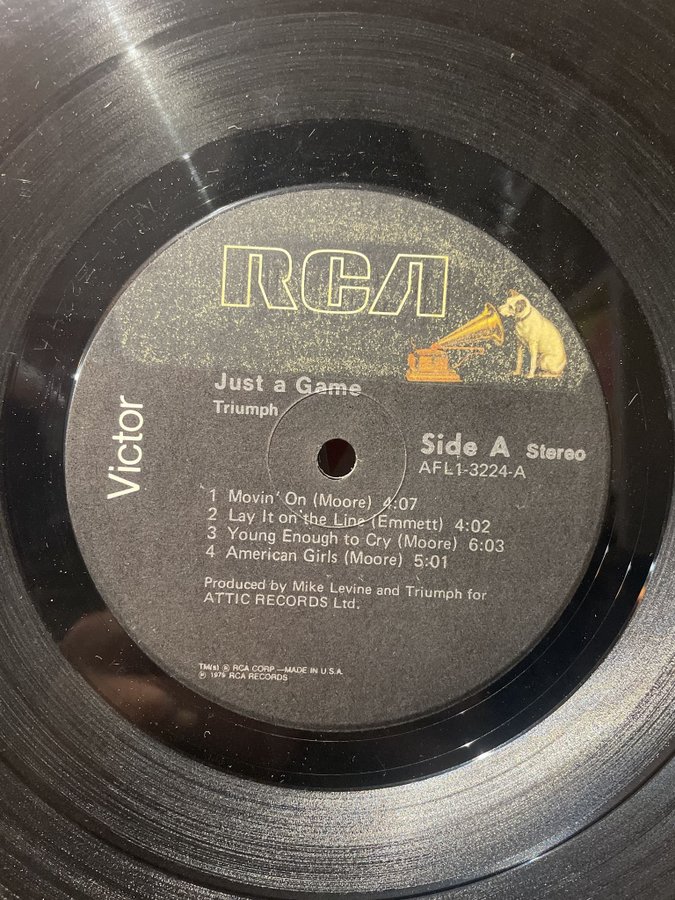 RCA
Just a Game
Triumph
Victor
Side A Stereo
AFL1-3224-A
1 Movin' On (Moore) 4:07
2 Lay It on the Line (Emmett) 4:02
3 Young Enough to Cry (Moore) 6:03
4 American Girls (Moore) 5:01
Produced by Mike Levine and Triumph for
ATTIC RECORDS Ltd.
TM(s) ® RCA CORP.—MADE IN U.S.A.
℗ 1979 RCA RECORDS